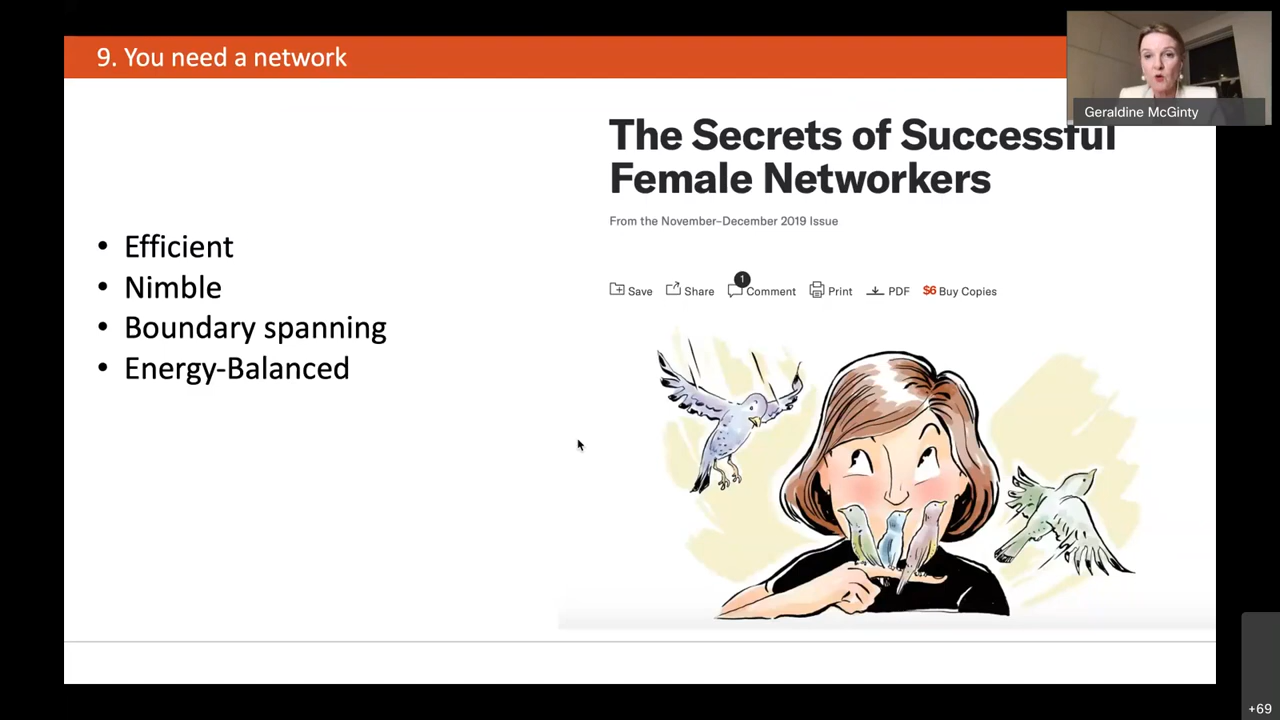 9. You need a network
Geraldine McGinty
The Secrets of Successful
Female Networkers
From the November–December 2019 Issue
1
Save Share Comment Print PDF $6 Buy Copies
• Efficient
• Nimble
• Boundary spanning
• Energy-Balanced
+69